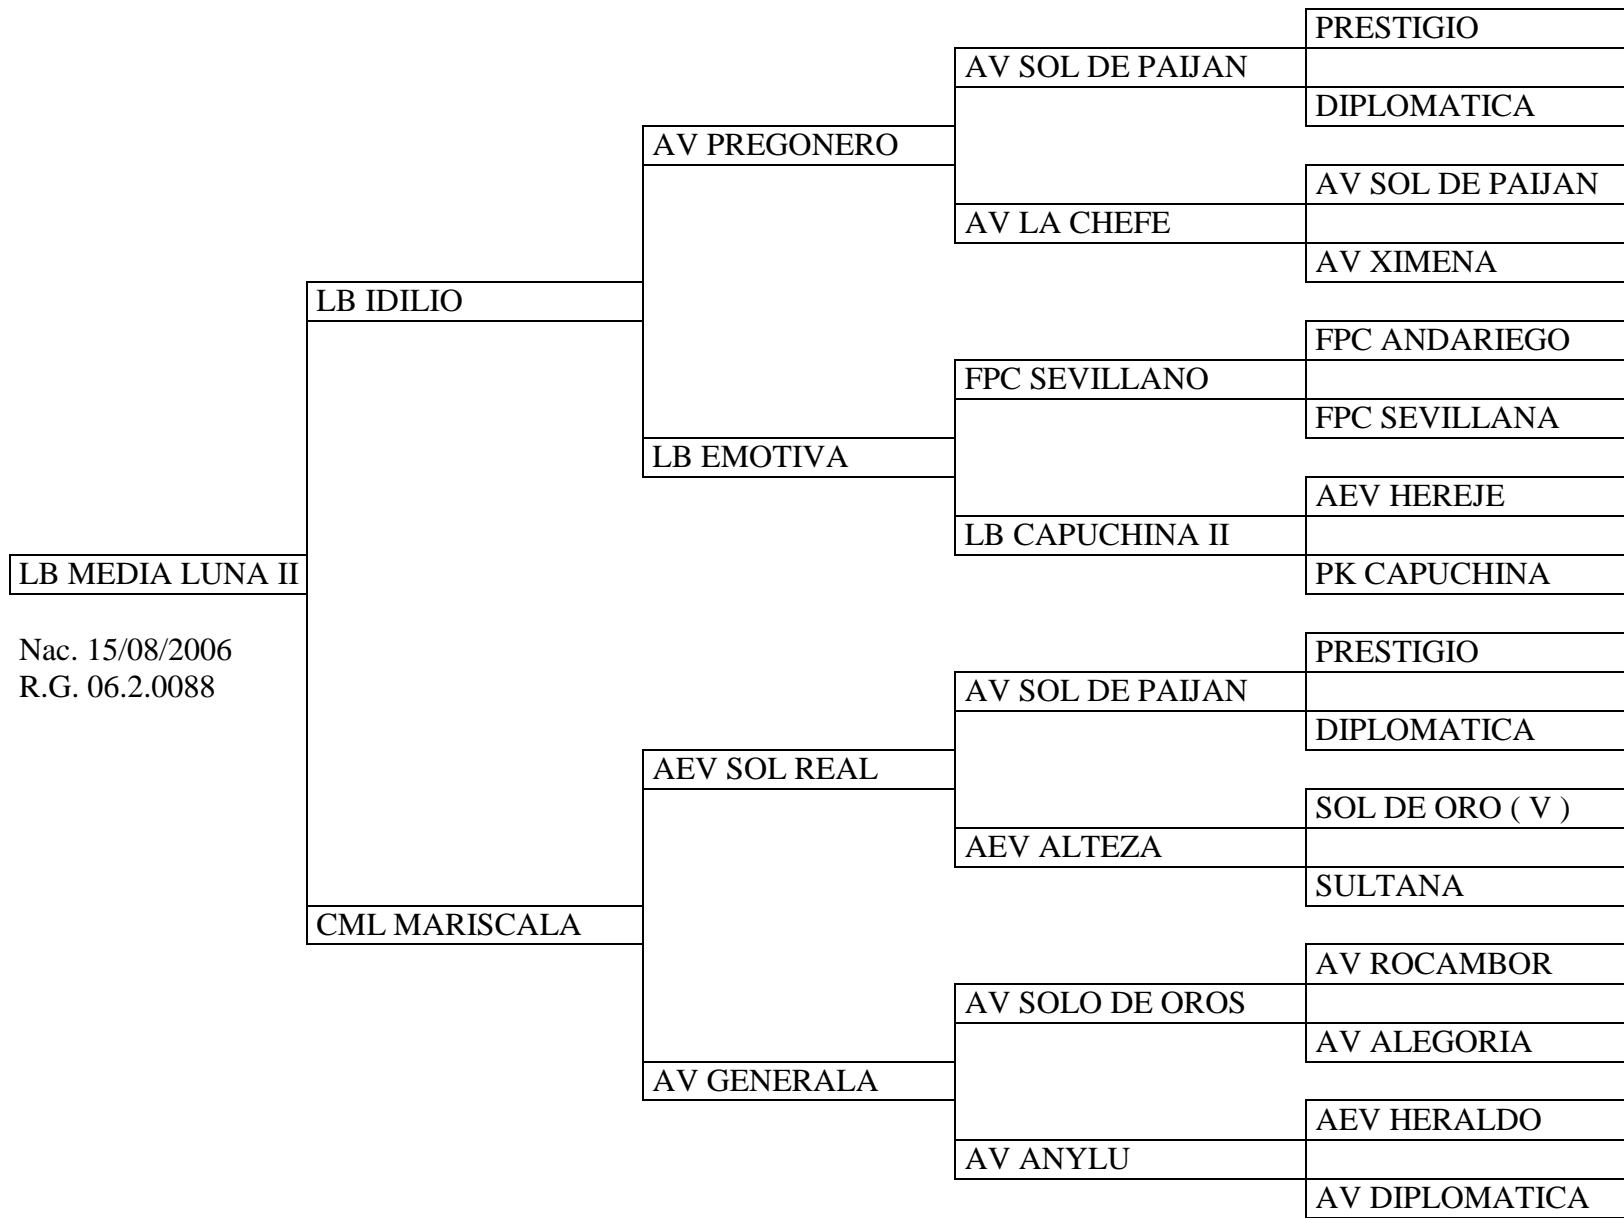 PRESTIGIO
AV SOL DE PAIJAN
DIPLOMATICA
AV PREGONERO
AV SOL DE PAIJAN
AV LA CHEFE
AV XIMENA
LB IDILIO
FPC ANDARIEGO
FPC SEVILLANO
FPC SEVILLANA
LB EMOTIVA
AEV HEREJE
LB CAPUCHINA II
LB MEDIA LUNA II
PK CAPUCHINA
Nac. 15/08/2006
PRESTIGIO
R.G. 06.2.0088
AV SOL DE PAIJAN
DIPLOMATICA
AEV SOL REAL
SOL DE ORO ( V )
AEV ALTEZA
SULTANA
CML MARISCALA
AV ROCAMBOR
AV SOLO DE OROS
AV ALEGORIA
AV GENERALA
AEV HERALDO
AV ANYLU
AV DIPLOMATICA